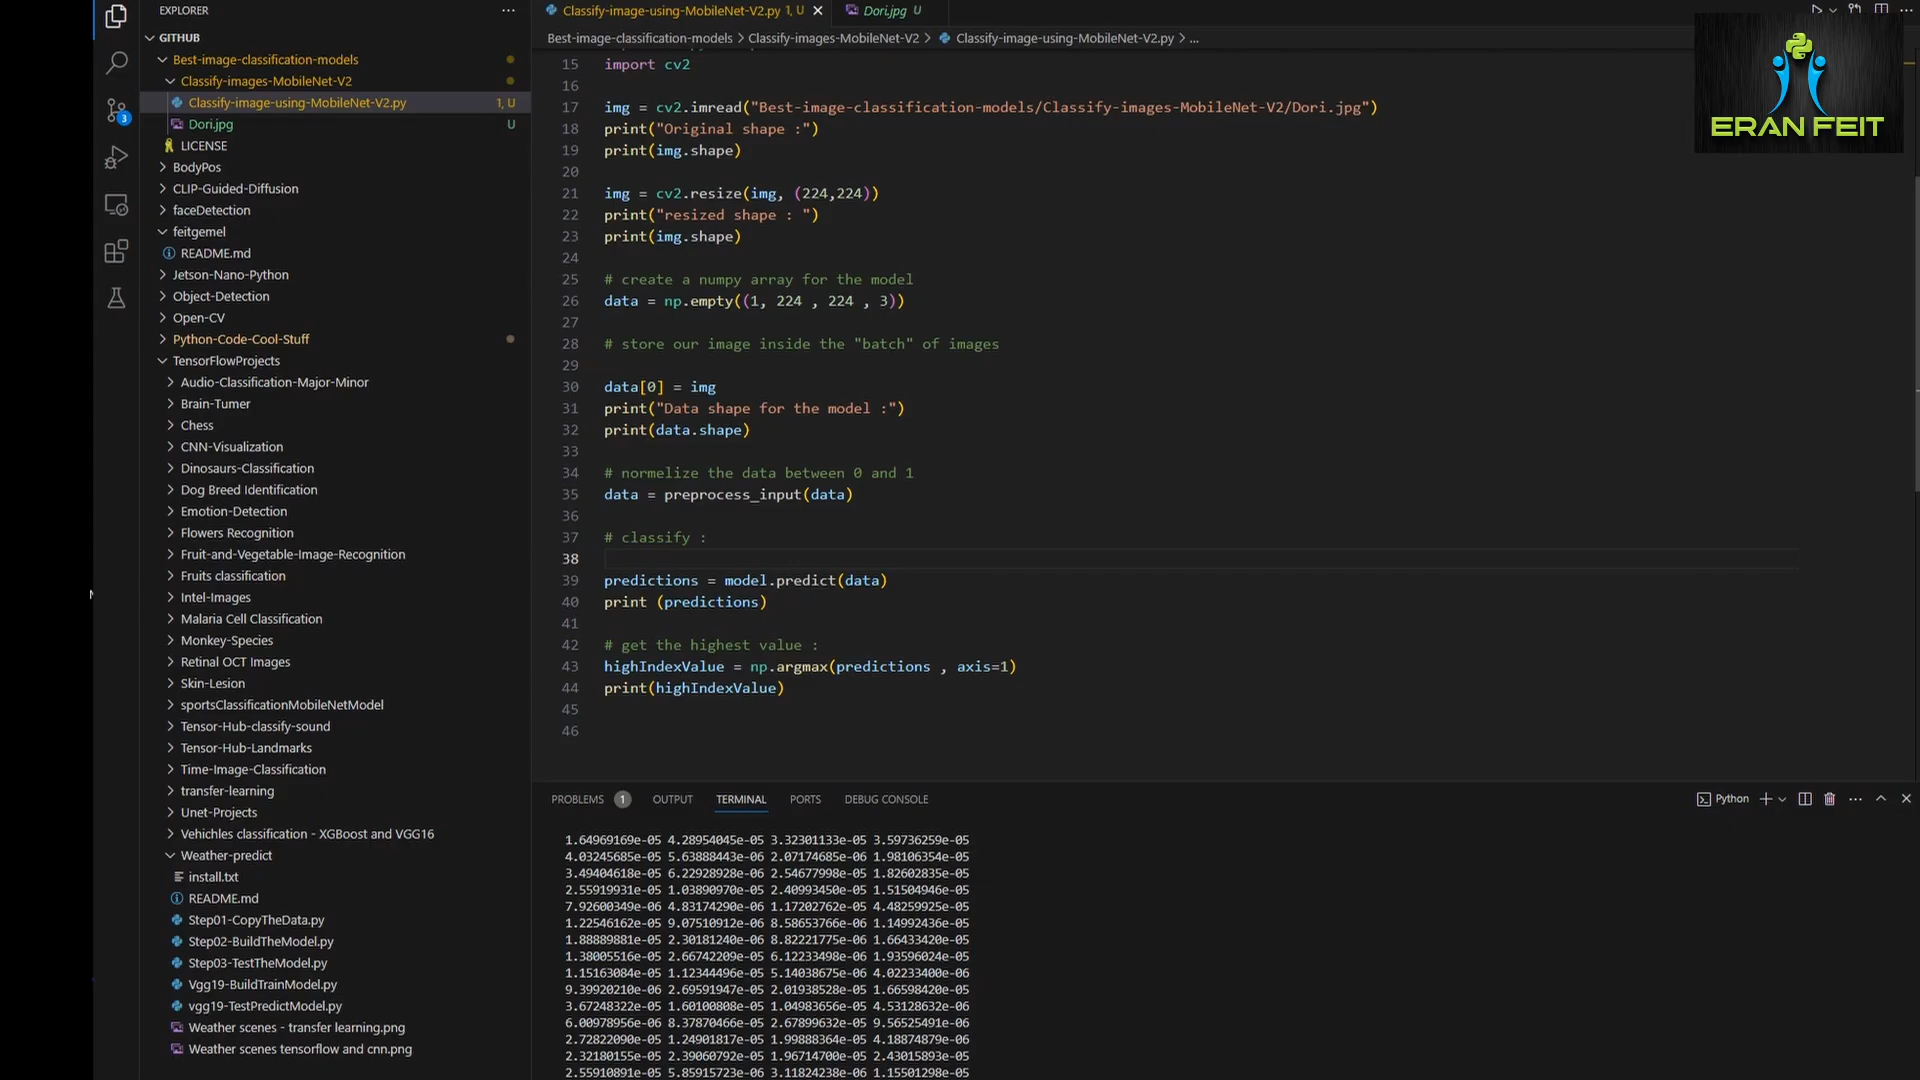 EXPLORER
GITHUB
Best-image-classification-models
Classify-images-MobileNet-V2
Classify-image-using-MobileNet-V2.py 1, U
Dori.jpg U
LICENSE
BodyPos
CLIP-Guided-Diffusion
faceDetection
feitgemel
README.md
Jetson-Nano-Python
Object-Detection
Open-CV
Python-Code-Cool-Stuff
TensorFlowProjects
Audio-Classification-Major-Minor
Brain-Tumer
Chess
CNN-Visualization
Dinosaurs-Classification
Dog Breed Identification
Emotion-Detection
Flowers Recognition
Fruit-and-Vegetable-Image-Recognition
Fruits classification
Intel-Images
Malaria Cell Classification
Monkey-Species
Retinal OCT Images
Skin-Lesion
sportsClassificationMobileNetModel
Tensor-Hub-classify-sound
Tensor-Hub-Landmarks
Time-Image-Classification
transfer-learning
Unet-Projects
Vehichles classification - XGBoost and VGG16
Weather-predict
install.txt
README.md
Step01-CopyTheData.py
Step02-BuildTheModel.py
Step03-TestTheModel.py
Vgg19-BuildTrainModel.py
vgg19-TestPredictModel.py
Weather scenes - transfer learning.png
Weather scenes tensorflow and cnn.png
3
Classify-image-using-MobileNet-V2.py 1, U
Dori.jpg U
Best-image-classification-models > Classify-images-MobileNet-V2 > Classify-image-using-MobileNet-V2.py > ...
15 import cv2
16
17 img = cv2.imread("Best-image-classification-models/Classify-images-MobileNet-V2/Dori.jpg")
18 print("Original shape :")
19 print(img.shape)
20
21 img = cv2.resize(img, (224,224))
22 print("resized shape : ")
23 print(img.shape)
24
25 # create a numpy array for the model
26 data = np.empty((1, 224 , 224 , 3))
27
28 # store our image inside the "batch" of images
29
30 data[0] = img
31 print("Data shape for the model :")
32 print(data.shape)
33
34 # normelize the data between 0 and 1
35 data = preprocess_input(data)
36
37 # classify :
38
39 predictions = model.predict(data)
40 print (predictions)
41
42 # get the highest value :
43 highIndexValue = np.argmax(predictions , axis=1)
44 print(highIndexValue)
45
46
ERAN FEIT
PROBLEMS 1 OUTPUT TERMINAL PORTS DEBUG CONSOLE
Python
1.64969169e-05 4.28954045e-05 3.32301133e-05 3.59736259e-05
4.03245685e-05 5.63888443e-06 2.07174685e-06 1.98106354e-05
3.49404618e-05 6.22928928e-06 2.54677998e-05 1.82602835e-05
2.55919931e-05 1.03890970e-05 2.40993450e-05 1.51504946e-05
7.92600349e-06 4.83174290e-06 1.17202762e-05 4.48259925e-05
1.22546162e-05 9.07510912e-06 8.58653766e-06 1.14992436e-05
1.88889881e-05 2.30181240e-06 8.82221775e-06 1.66433420e-05
1.38005516e-05 2.66742209e-05 6.12233498e-06 1.93596024e-05
1.15163084e-05 1.12344496e-05 5.14038675e-06 4.02233400e-06
9.39920210e-06 2.69591947e-05 2.01938528e-05 1.66598420e-05
3.67248322e-05 1.60100808e-05 1.04983656e-05 4.53128632e-06
6.00978956e-06 8.37870466e-06 2.67899632e-05 9.56525491e-06
2.72822090e-05 1.24901817e-05 1.99888364e-05 4.18874879e-06
2.32180155e-05 2.39060792e-05 1.96714700e-05 2.43015893e-05
2.55910891e-05 5.85915723e-06 3.11824238e-06 1.15501298e-05